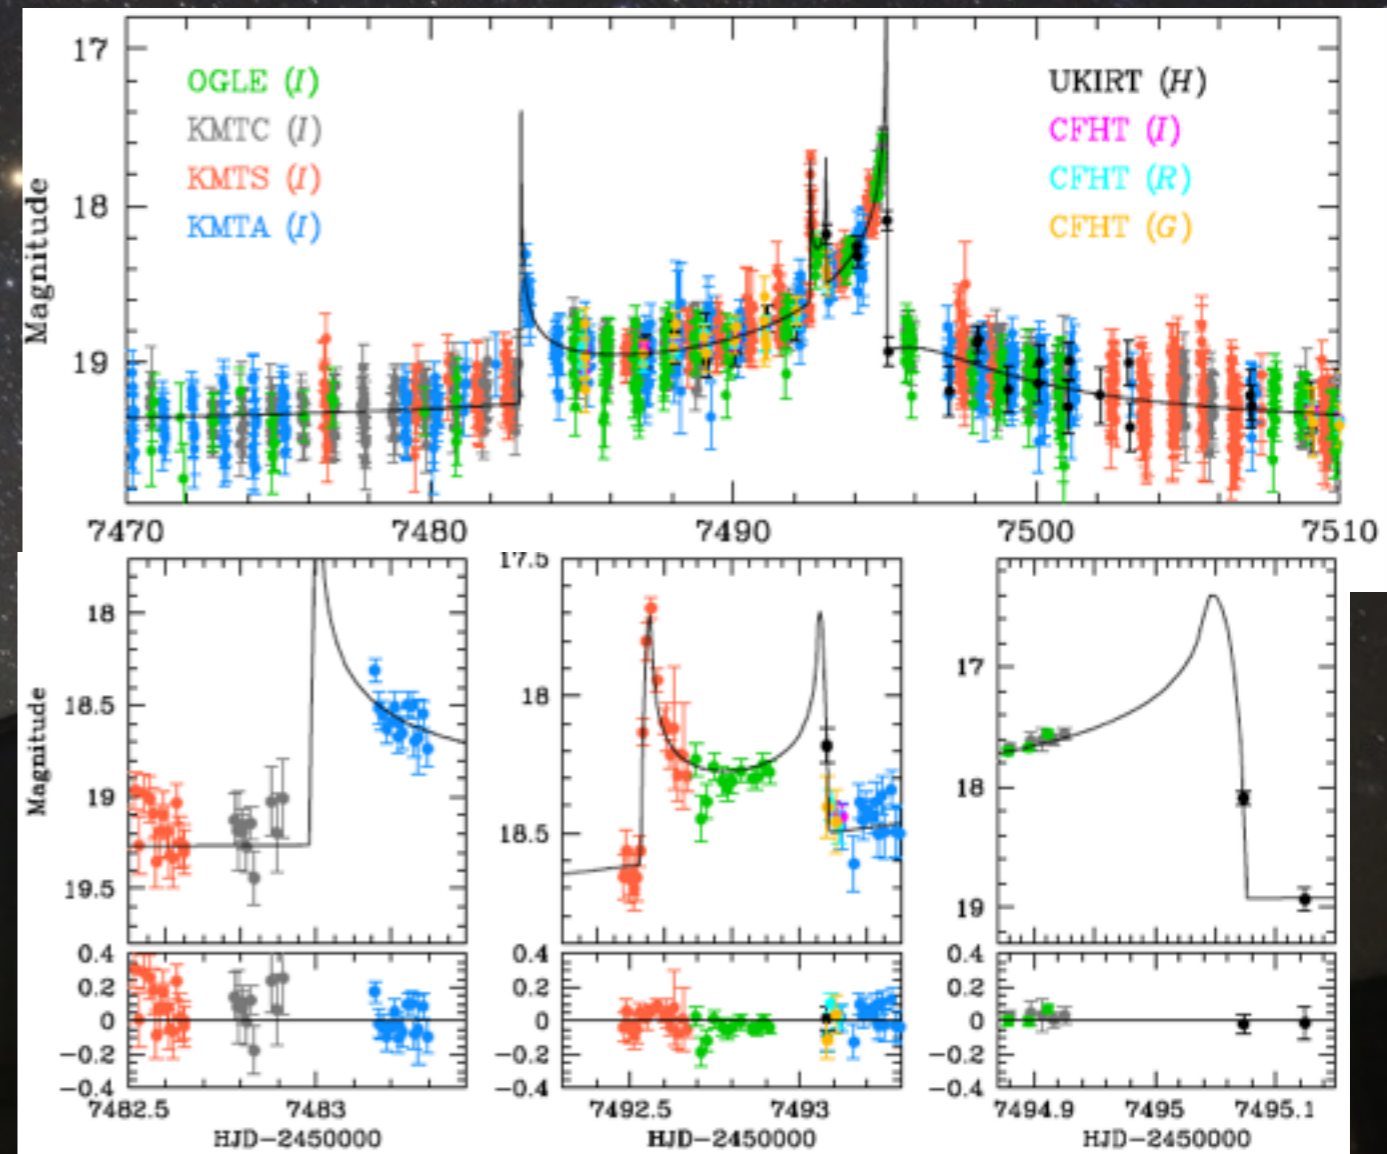 17
18
19
Magnitude
OGLE (I)
KMTC (I)
KMTS (I)
KMTA (I)
UKIRT (H)
CFHT (I)
CFHT (R)
CFHT (G)
7470 7480 7490 7500 7510
Magnitude
18
18.5
19
19.5
0.4
0.2
0
−0.2
−0.4
7482.5 7483
HJD−2450000
17.5
18
18.5
0.4
0.2
0
−0.2
−0.4
7492.5 7493
HJD−2450000
17
18
19
0.4
0.2
0
−0.2
−0.4
7494.9 7495 7495.1
HJD−2450000